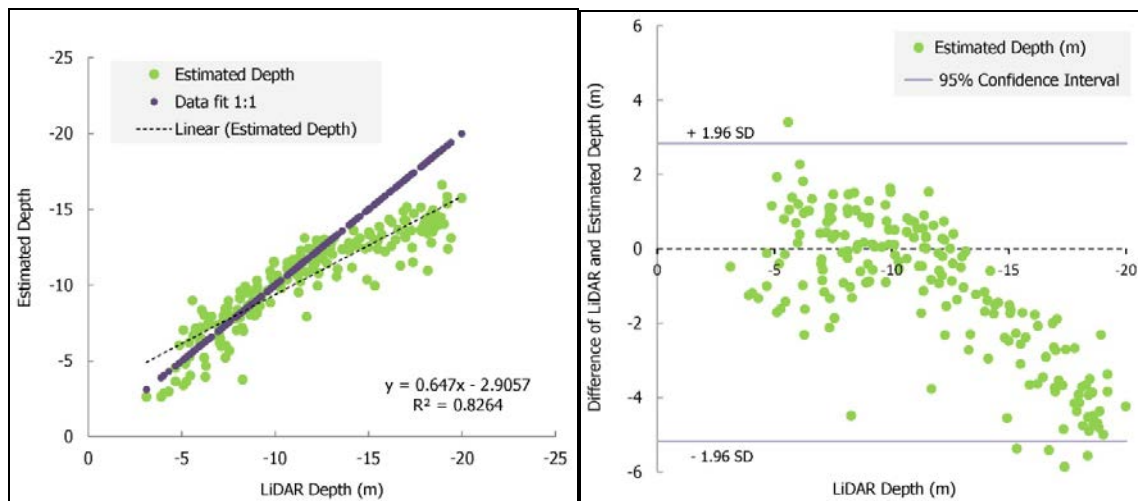 -25
-20
-15
-10
-5
0
Estimated Depth
Estimated Depth
Data fit 1:1
Linear (Estimated Depth)
y = 0.647x - 2.9057
R² = 0.8264
0 -5 -10 -15 -20 -25
LiDAR Depth (m)
6
4
2
0
-2
-4
-6
Difference of LiDAR and Estimated Depth (m)
Estimated Depth (m)
95% Confidence Interval
+ 1.96 SD
0 -5 -10 -15 -20
- 1.96 SD
LiDAR Depth (m)